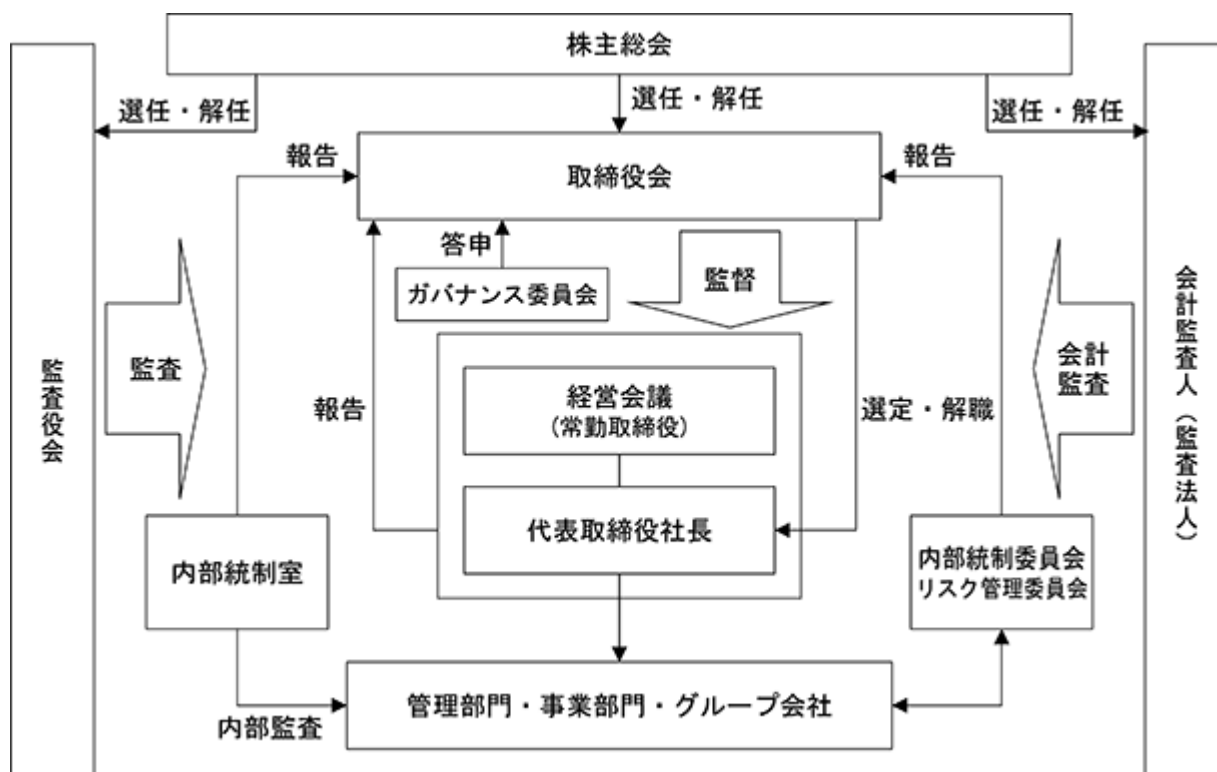 株主総会
選任・解任
選任・解任
選任・解任
報告
取締役会
報告
答申
ガバナンス委員会
監督
監査役会
監査
会計
監査
会計監査人(監査法人)
経営会議
(常勤取締役)
報告
選定・解職
代表取締役社長
内部統制室
内部統制委員会
リスク管理委員会
管理部門・事業部門・グループ会社
内部監査